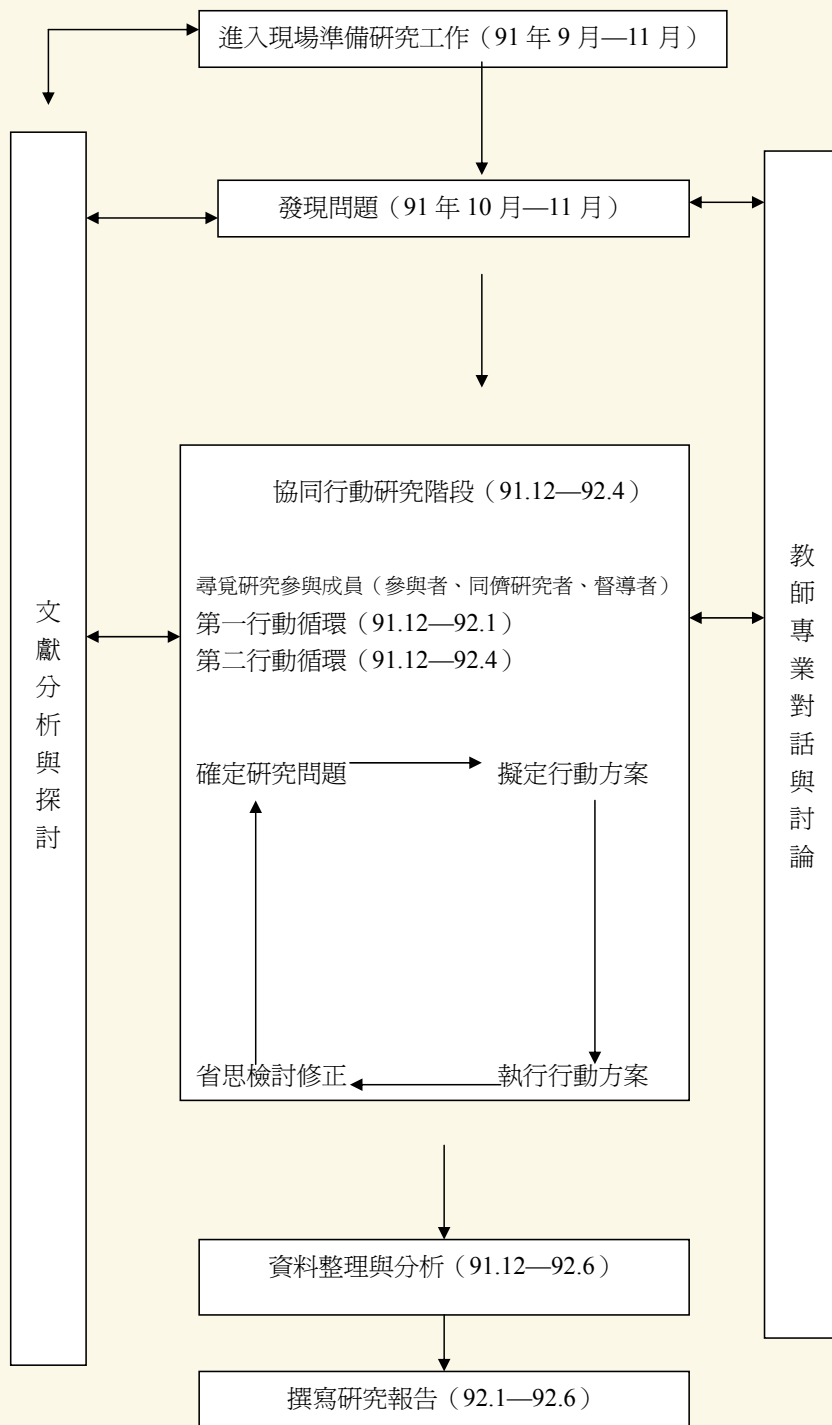 進入現場準備研究工作（91 年 9 月—11 月）
發現問題（91 年 10 月—11 月）
協同行動研究階段（91.12—92.4）
尋覓研究參與成員（參與者、同儕研究者、督導者）
第一行動循環（91.12—92.1）
第二行動循環（91.12—92.4）
確定研究問題
擬定行動方案
省思檢討修正
執行行動方案
文獻分析與探討
教師專業對話與討論
資料整理與分析（91.12—92.6）
撰寫研究報告（92.1—92.6）